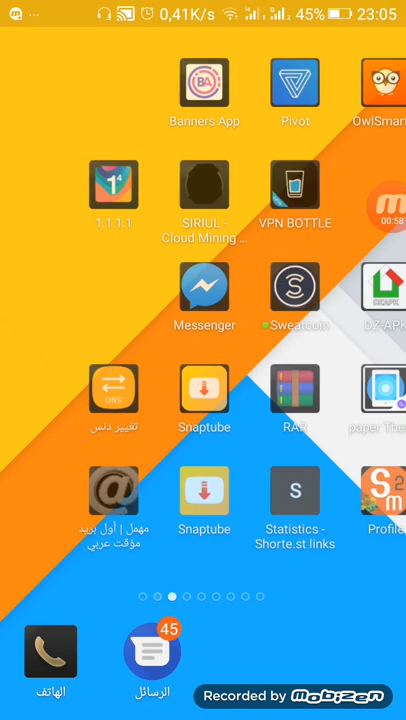 0,41K/s 45% 23:05
Banners App
Pivot
OwlSmart
1.1.1.1
SIRIUL -
Cloud Mining ...
VPN BOTTLE
00:58
Messenger
Sweatcoin
DZ-APK
DNS
تغيير دنس
Snaptube
RAR
paper The
مهمل | أول بريد
مؤقت عربي
Snaptube
S
Statistics -
Shorte.st links
Profile
45
الهاتف
الرسائل
Recorded by mobizen